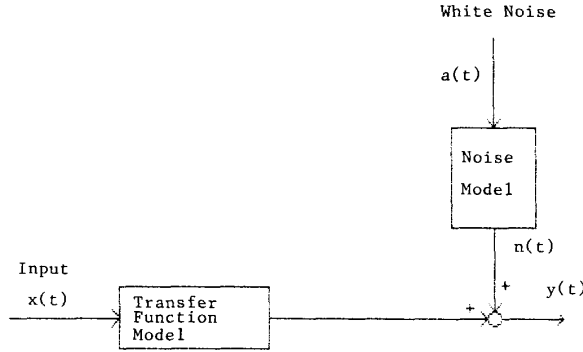 White Noise
a(t)
Noise
Model
n(t)
+
y(t)
Input
x(t)
Transfer
Function
Model
+